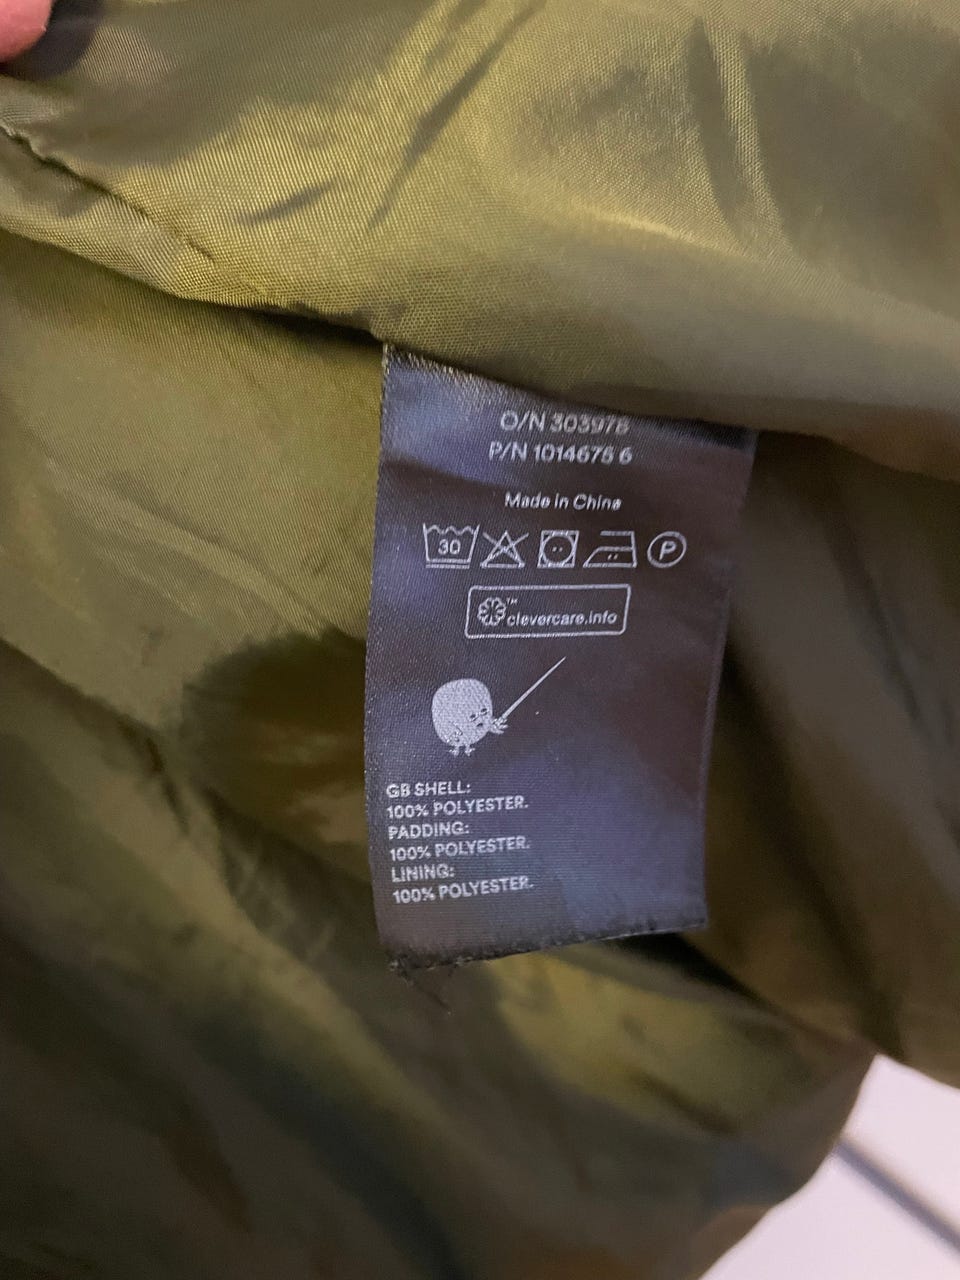 O/N 303978
P/N 1014675 6
Made in China
30 P
™
clevercare.info
GB SHELL:
100% POLYESTER.
PADDING:
100% POLYESTER.
LINING:
100% POLYESTER.